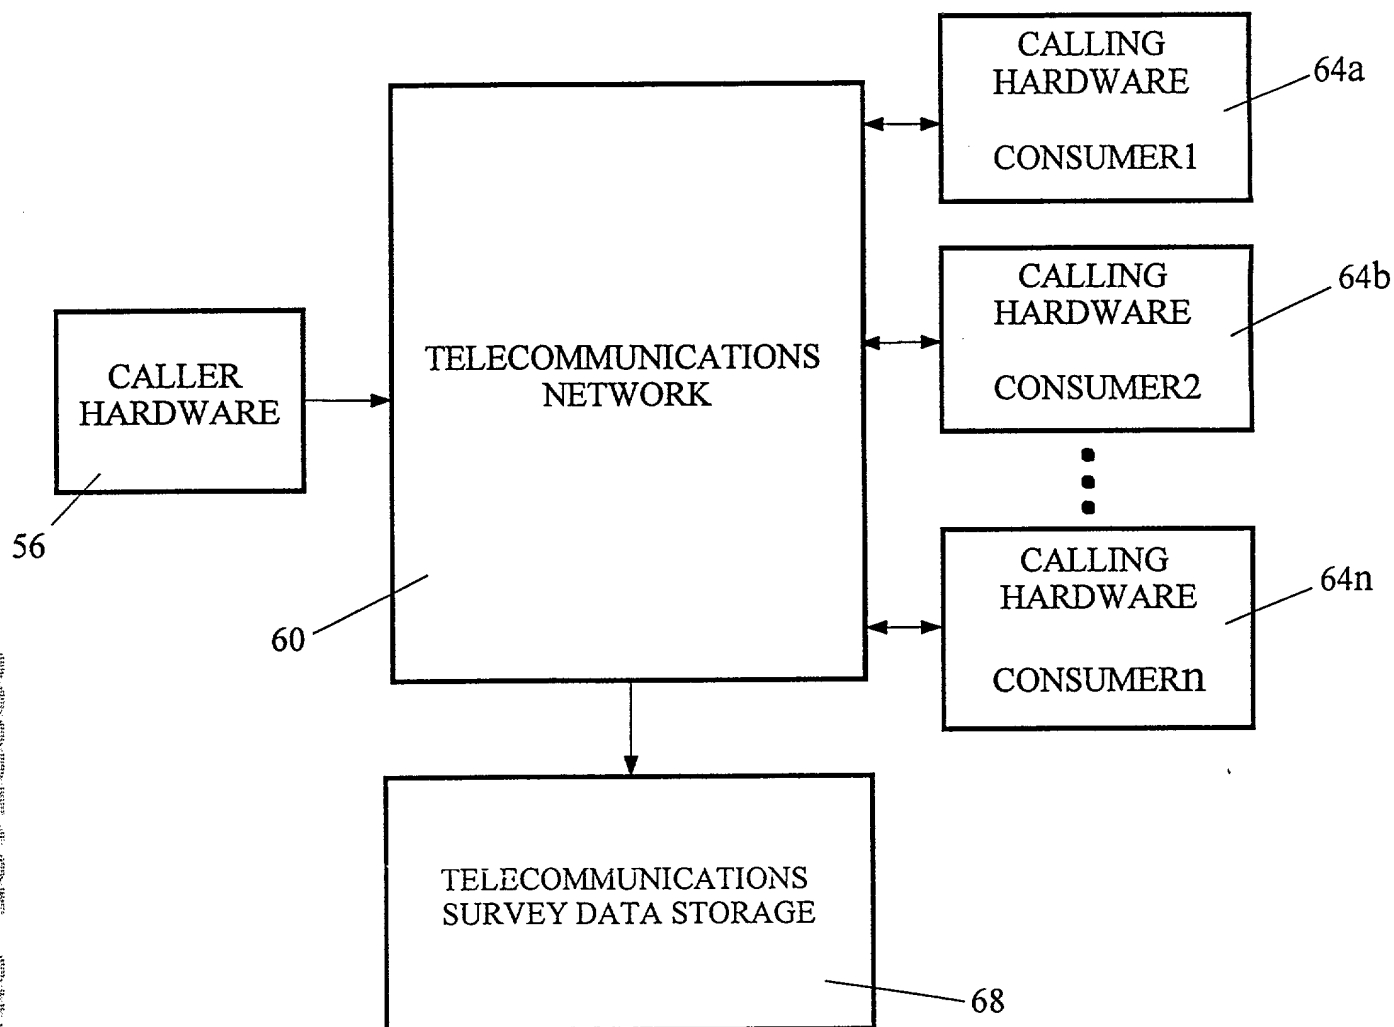 CALLING
HARDWARE
CONSUMER1
64a
CALLING
HARDWARE
CONSUMER2
64b
CALLER
HARDWARE
56
TELECOMMUNICATIONS
NETWORK
60
CALLING
HARDWARE
CONSUMERn
64n
TELECOMMUNICATIONS
SURVEY DATA STORAGE
68